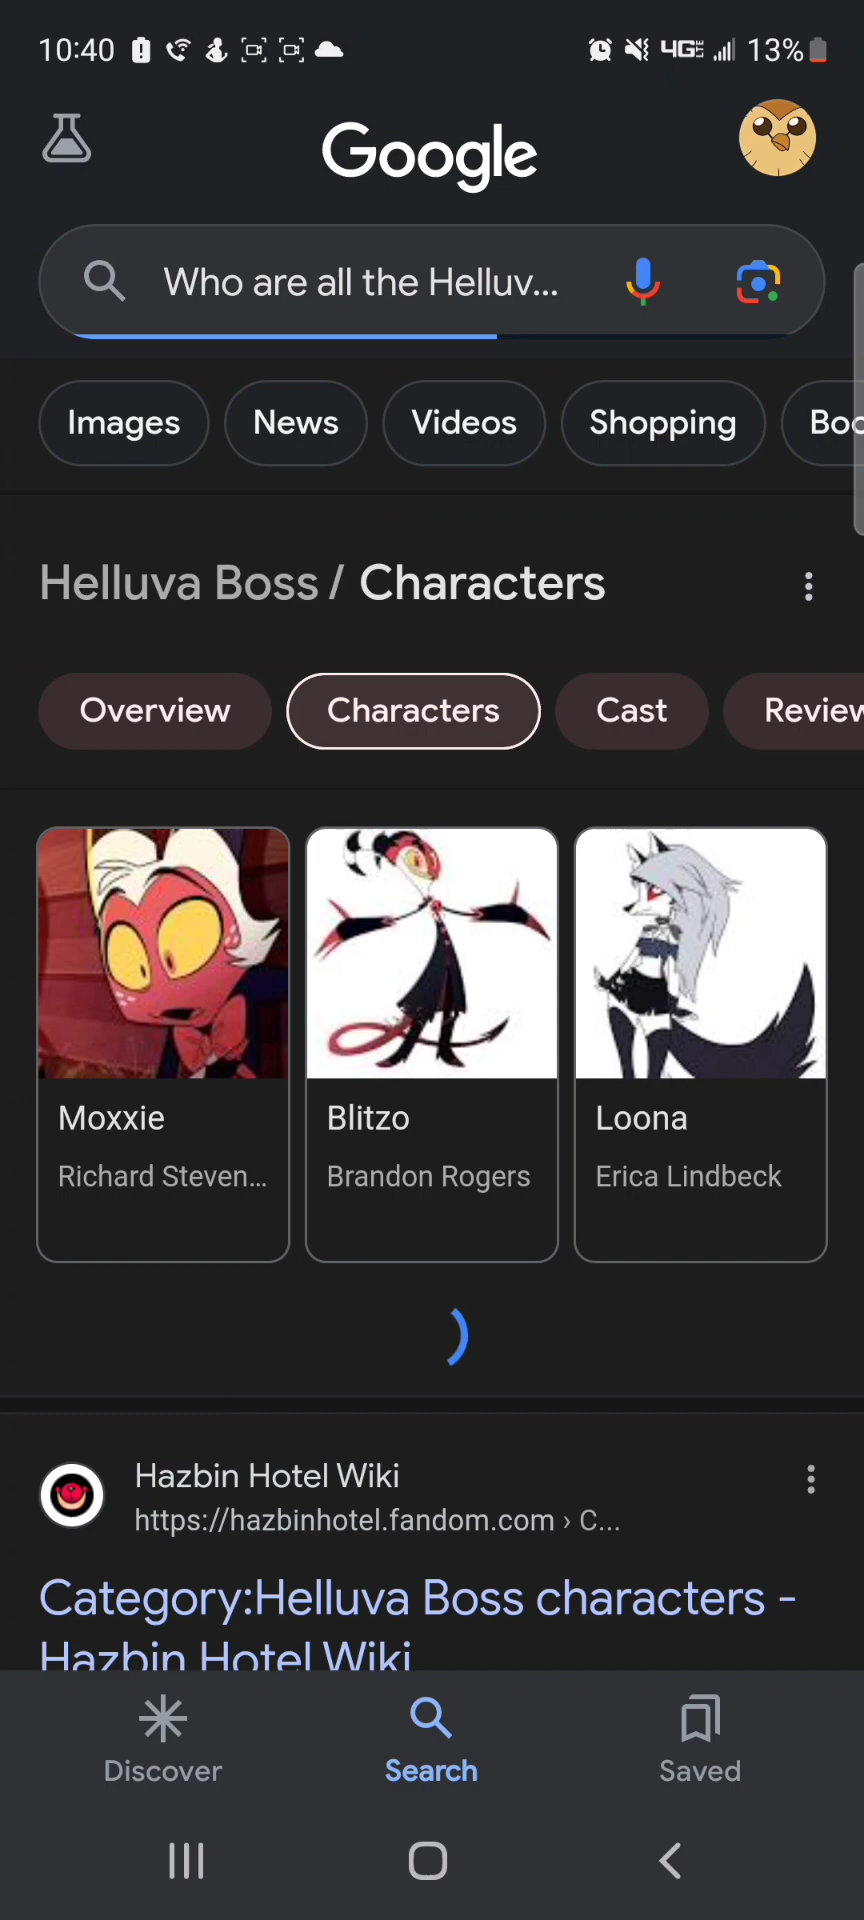 10:40 4G LTE 13%
Google
Who are all the Helluv...
Images News Videos Shopping Boo
Helluva Boss / Characters
Overview Characters Cast Review
Moxxie Blitzo Loona
Richard Steven... Brandon Rogers Erica Lindbeck
Hazbin Hotel Wiki
https://hazbinhotel.fandom.com › C...
Category:Helluva Boss characters -
Hazbin Hotel Wiki
Discover Search Saved